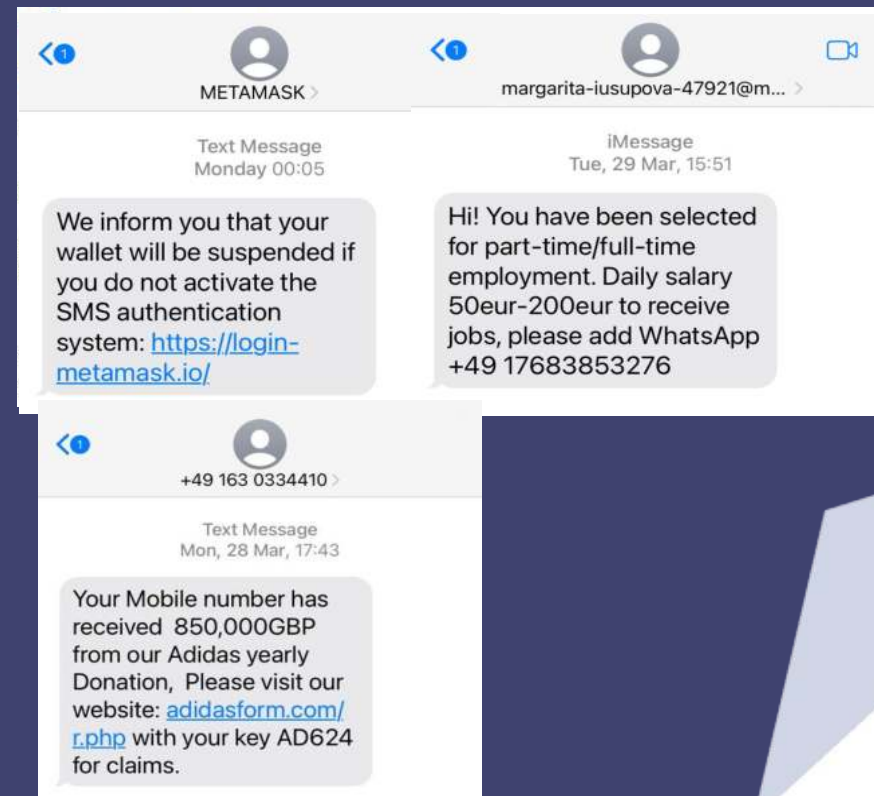 1
METAMASK
Text Message
Monday 00:05
We inform you that your
wallet will be suspended if
you do not activate the
SMS authentication
system: https://login-
metamask.io/
1
margarita-iusupova-47921@m...
iMessage
Tue, 29 Mar, 15:51
Hi! You have been selected
for part-time/full-time
employment. Daily salary
50eur-200eur to receive
jobs, please add WhatsApp
+49 17683853276
1
+49 163 0334410
Text Message
Mon, 28 Mar, 17:43
Your Mobile number has
received 850,000GBP
from our Adidas yearly
Donation, Please visit our
website: adidasform.com/
r.php with your key AD624
for claims.